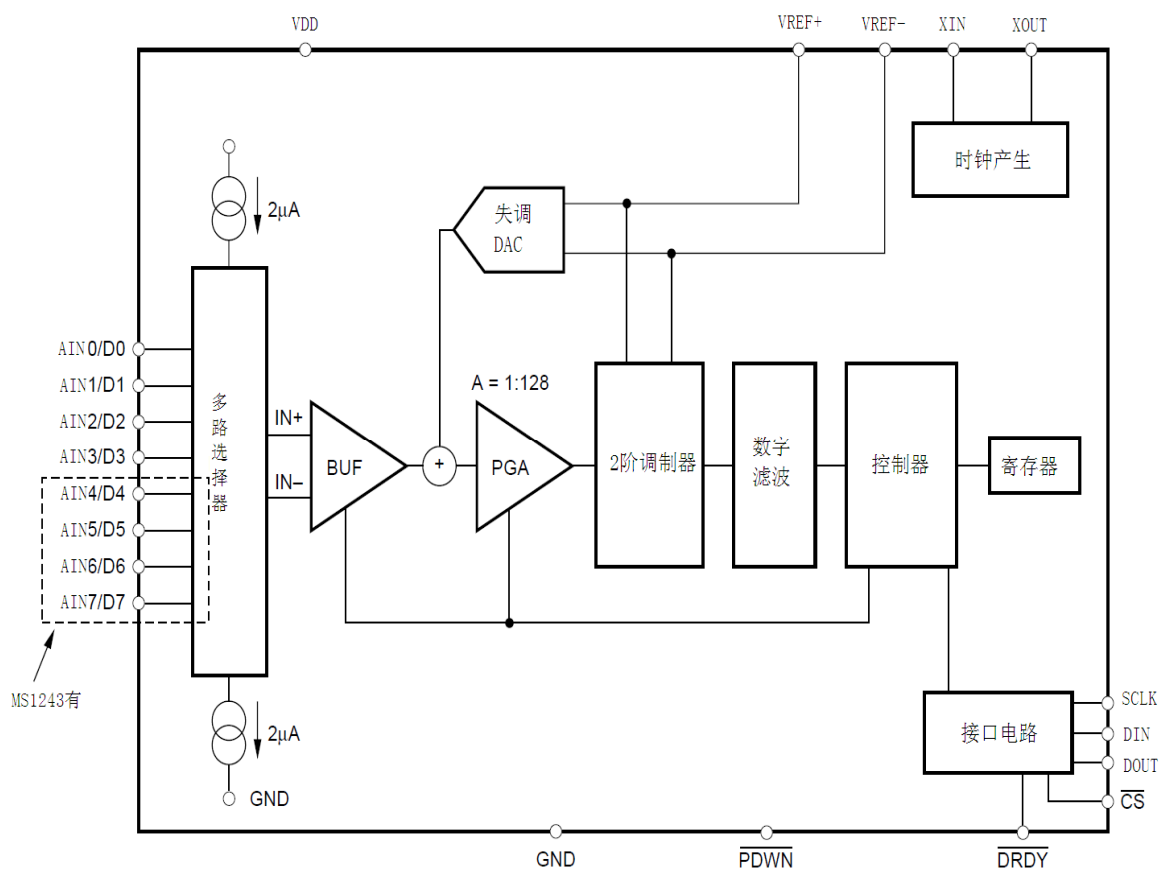 VDD
VREF+
VREF-
XIN
XOUT
时钟产生
2μA
失调
DAC
AIN0/D0
AIN1/D1
AIN2/D2
AIN3/D3
AIN4/D4
AIN5/D5
AIN6/D6
AIN7/D7
MS1243有
多路选择器
IN+
IN–
BUF
+
A = 1:128
PGA
2阶调制器
数字
滤波
控制器
寄存器
2μA
GND
接口电路
SCLK
DIN
DOUT
CS
GND
PDWN
DRDY